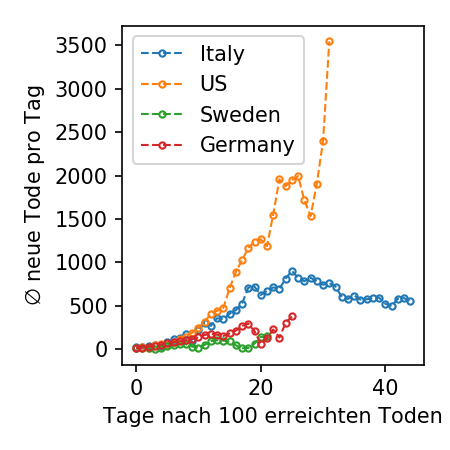 3500
3000
2500
2000
1500
1000
500
0
∅ neue Tode pro Tag
Italy
US
Sweden
Germany
0 20 40
Tage nach 100 erreichten Toden